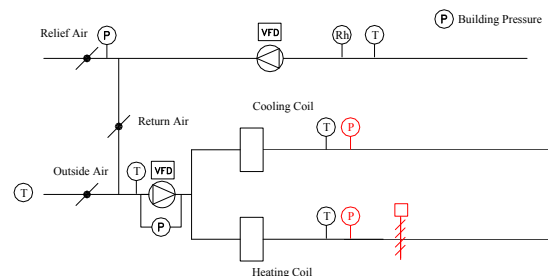 P Building Pressure
Relief Air
P
VFD
Rh
T
Return Air
Cooling Coil
T
P
Outside Air
T
T
VFD
P
T
P
Heating Coil